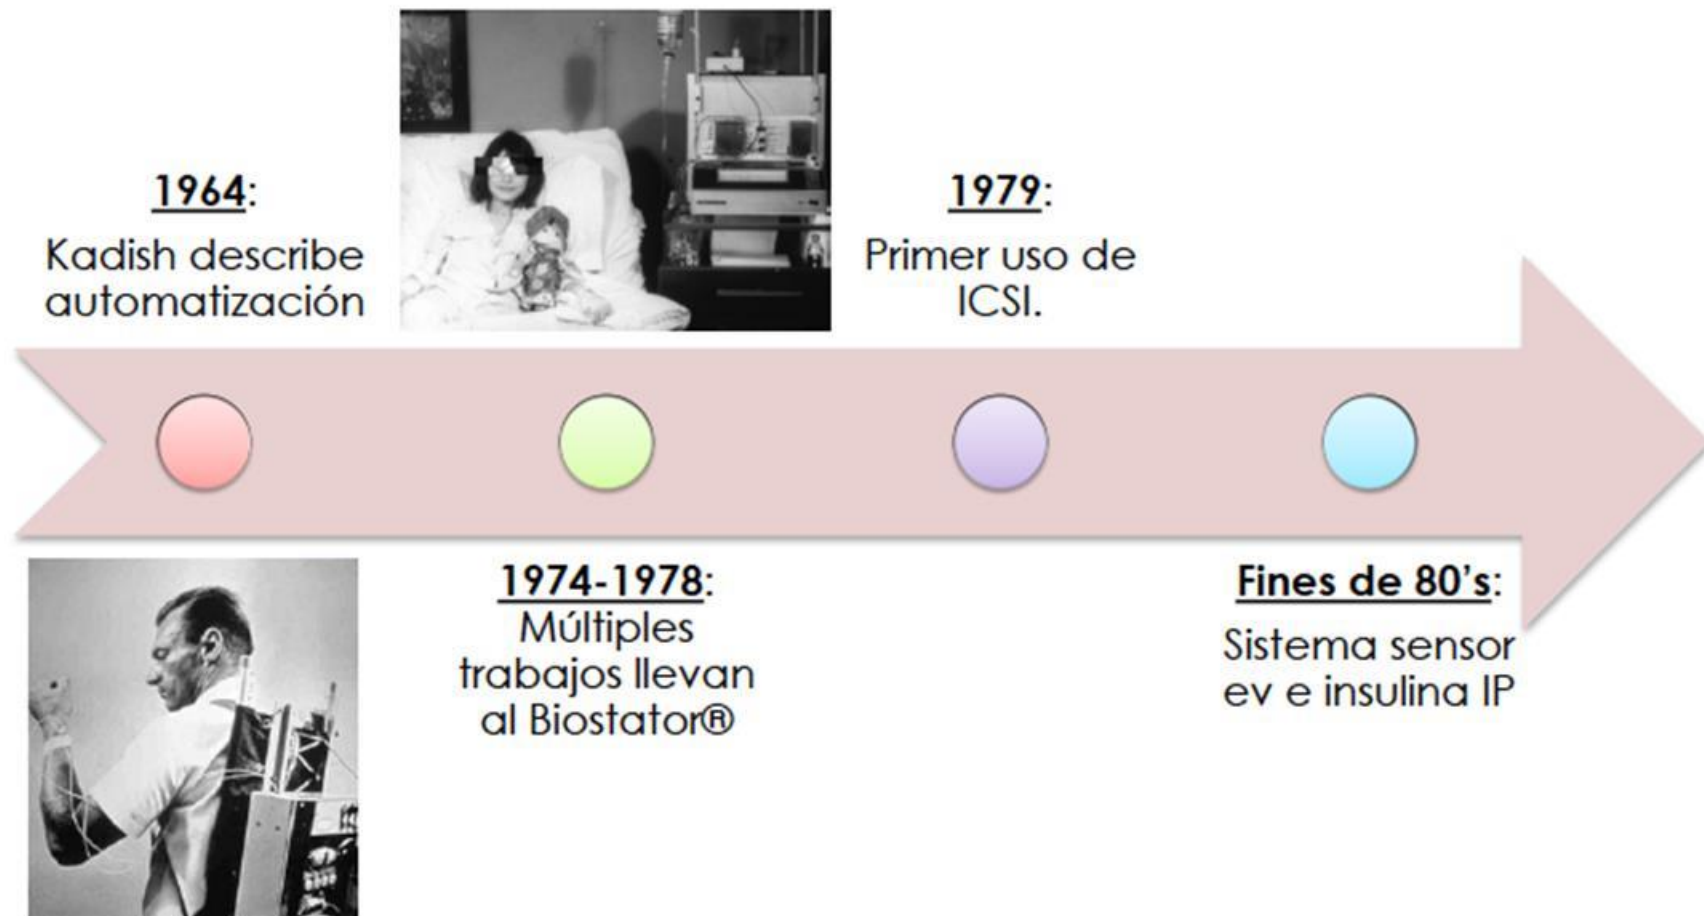 1964:
Kadish describe
automatización
1974-1978:
Múltiples
trabajos llevan
al Biostator®
1979:
Primer uso de
ICSI.
Fines de 80’s:
Sistema sensor
ev e insulina IP